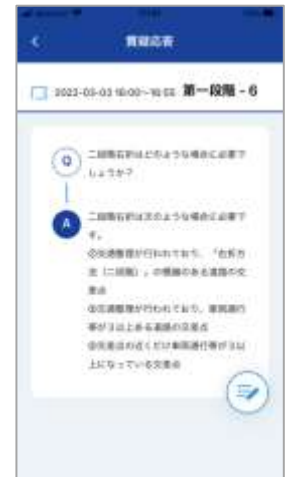 質疑応答
2023-03-03 16:00~16:50 第一段階 - 6
Q
二段階右折はどのような場合に必要で
しょうか?
A
二段階右折は次のような場合に必要で
す。
①交通整理が行われており、「右折方
法(二段階)」の標識のある道路の交
差点
②交通整理が行われており、車両通行
帯が3以上ある道路の交差点
③交差点の近くだけ車両通行帯が3以
上になっている交差点